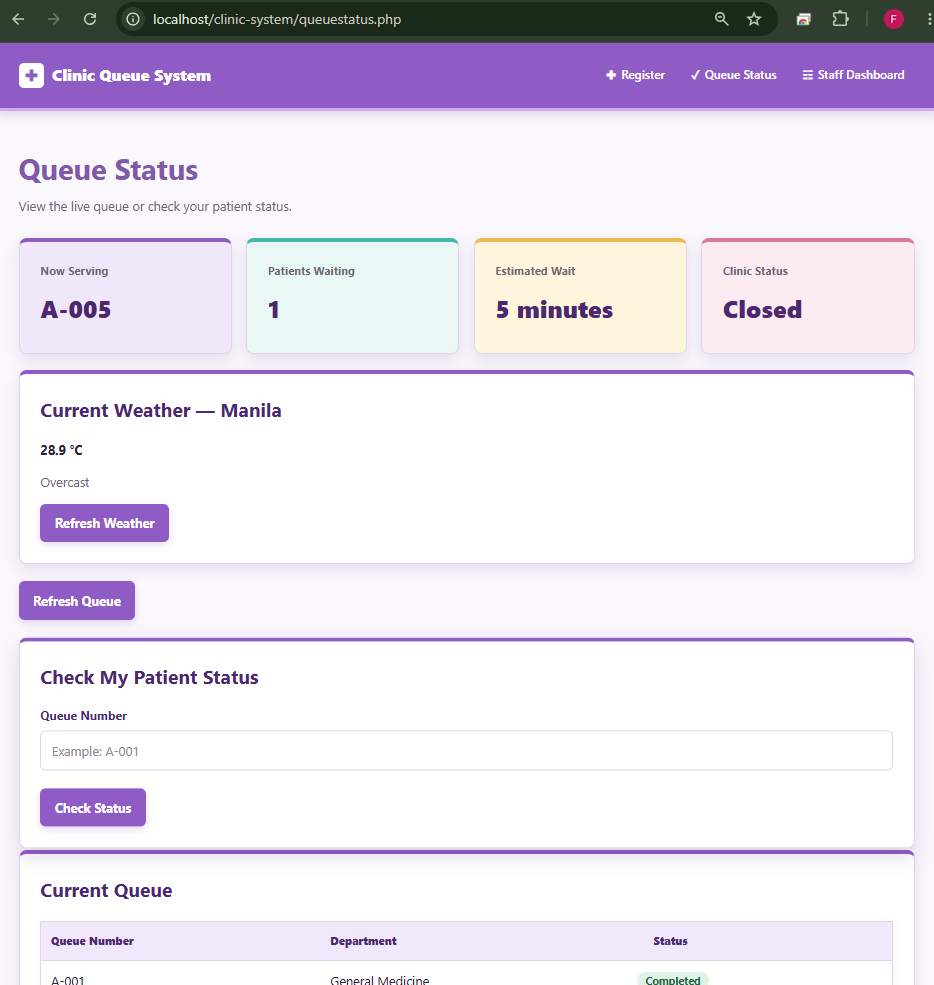 localhost/clinic-system/queuestatus.php
F
Clinic Queue System
Register
Queue Status
Staff Dashboard
Queue Status
View the live queue or check your patient status.
Now Serving
A-005
Patients Waiting
1
Estimated Wait
5 minutes
Clinic Status
Closed
Current Weather — Manila
28.9 °C
Overcast
Refresh Weather
Refresh Queue
Check My Patient Status
Queue Number
Example: A-001
Check Status
Current Queue
Queue Number Department Status
A-001 General Medicine Completed